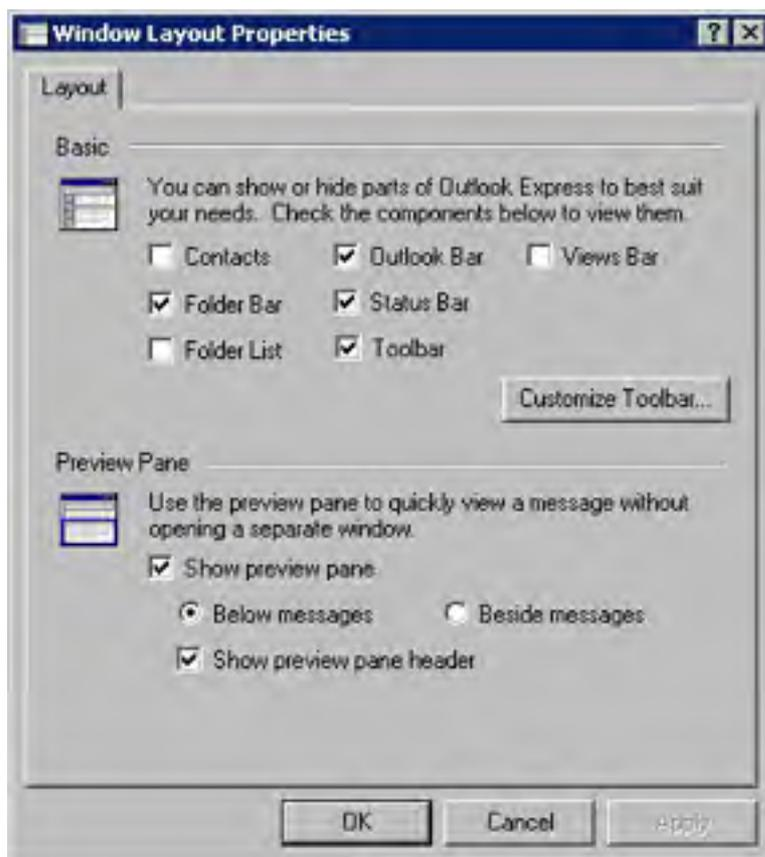 Window Layout Properties
Layout
Basic
You can show or hide parts of Outlook Express to best suit
your needs. Check the components below to view them.
Contacts Outlook Bar Views Bar
Folder Bar Status Bar
Folder List Toolbar
Customize Toolbar...
Preview Pane
Use the preview pane to quickly view a message without
opening a separate window.
Show preview pane
Below messages Beside messages
Show preview pane header
OK Cancel Apply